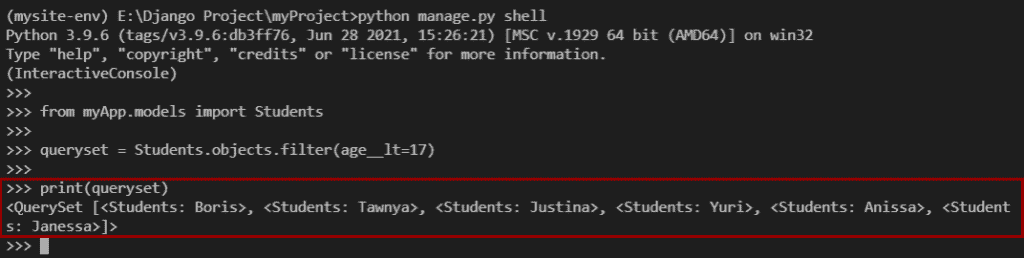 (mysite-env) E:\Django Project\myProject>python manage.py shell
Python 3.9.6 (tags/v3.9.6:db3ff76, Jun 28 2021, 15:26:21) [MSC v.1929 64 bit (AMD64)] on win32
Type "help", "copyright", "credits" or "license" for more information.
(InteractiveConsole)
>>>
>>> from myApp.models import Students
>>>
>>> queryset = Students.objects.filter(age__lt=17)
>>>
>>> print(queryset)
<QuerySet [<Students: Boris>, <Students: Tawnya>, <Students: Justina>, <Students: Yuri>, <Students: Anissa>, <Student
s: Janessa>]>
>>>